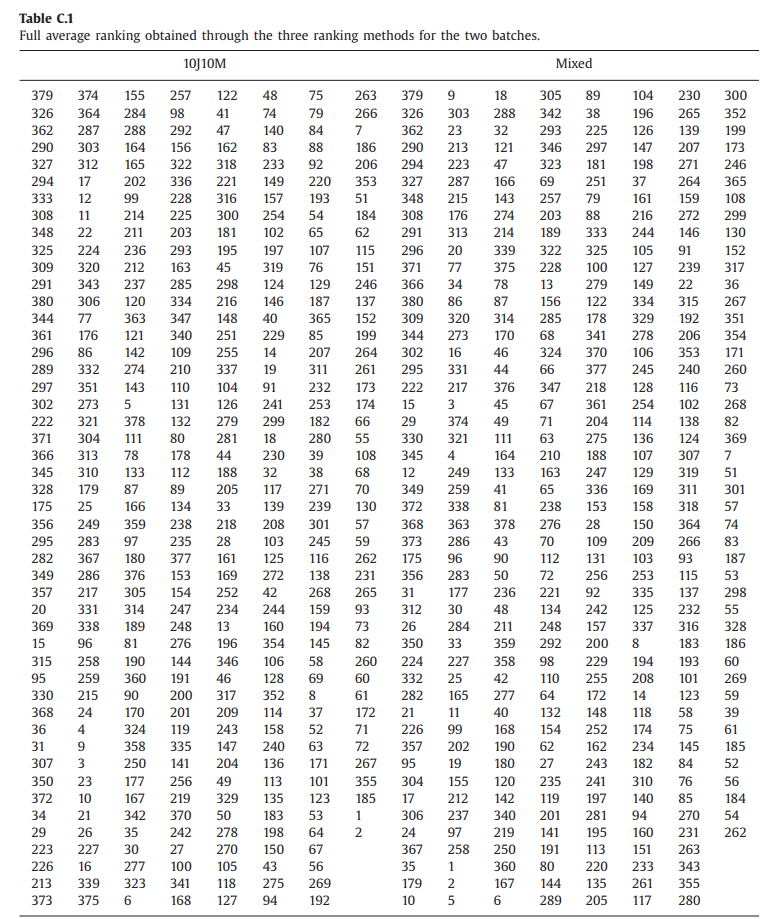 Table C.1
Full average ranking obtained through the three ranking methods for the two batches.
10J10M Mixed
379 374 155 257 122 48 75 263 379 9 18 305 89 104 230 300
326 364 284 98 41 74 79 266 326 303 288 342 38 196 265 352
362 287 288 292 47 140 84 7 362 23 32 293 225 126 139 199
290 303 164 156 162 83 88 186 290 213 121 346 297 147 207 173
327 312 165 322 318 233 92 206 294 223 47 323 181 198 271 246
294 17 202 336 221 149 220 353 327 287 166 69 251 37 264 365
333 12 99 228 316 157 193 51 348 215 143 257 79 161 159 108
308 11 214 225 300 254 54 184 308 176 274 203 88 216 272 299
348 22 211 203 181 102 65 62 291 313 214 189 333 244 146 130
325 224 236 293 195 197 107 115 296 20 339 322 325 105 91 152
309 320 212 163 45 319 76 151 371 77 375 228 100 127 239 317
291 343 237 285 298 124 129 246 366 34 78 13 279 149 22 36
380 306 120 334 216 146 187 137 380 86 87 156 122 334 315 267
344 77 363 347 148 40 365 152 309 320 314 285 178 329 192 351
361 176 121 340 251 229 85 199 344 273 170 68 341 278 206 354
296 86 142 109 255 14 207 264 302 16 46 324 370 106 353 171
289 332 274 210 337 19 311 261 295 331 44 66 377 245 240 260
297 351 143 110 104 91 232 173 222 217 376 347 218 128 116 73
302 273 5 131 126 241 253 174 15 3 45 67 361 254 102 268
222 321 378 132 279 299 182 66 29 374 49 71 204 114 138 82
371 304 111 80 281 18 280 55 330 321 111 63 275 136 124 369
366 313 78 178 44 230 39 108 345 4 164 210 188 107 307 7
345 310 133 112 188 32 38 68 12 249 133 163 247 129 319 51
328 179 87 89 205 117 271 70 349 259 41 65 336 169 311 301
175 25 166 134 33 139 239 130 372 338 81 238 153 158 318 57
356 249 359 238 218 208 301 57 368 363 378 276 28 150 364 74
295 283 97 235 28 103 245 59 373 286 43 70 109 209 266 83
282 367 180 377 161 125 116 262 175 96 90 112 131 103 93 187
349 286 376 153 169 272 138 231 356 283 50 72 256 253 115 53
357 217 305 154 252 42 268 265 31 177 236 221 92 335 137 298
20 331 314 247 234 244 159 93 312 30 48 134 242 125 232 55
369 338 189 248 13 160 194 73 26 284 211 248 157 337 316 328
15 96 81 276 196 354 145 82 350 33 359 292 200 8 183 186
315 258 190 144 346 106 58 260 224 227 358 98 229 194 193 60
95 259 360 191 46 128 69 60 332 25 42 110 255 208 101 269
330 215 90 200 317 352 8 61 282 165 277 64 172 14 123 59
368 24 170 201 209 114 37 172 21 11 40 132 148 118 58 39
36 4 324 119 243 158 52 71 226 99 168 154 252 174 75 61
31 9 358 335 147 240 63 72 357 202 190 62 162 234 145 185
307 3 250 141 204 136 171 267 95 19 180 27 243 182 84 52
350 23 177 256 49 113 101 355 304 155 120 235 241 310 76 56
372 10 167 219 329 135 123 185 17 212 142 119 197 140 85 184
34 21 342 370 50 183 53 1 306 237 340 201 281 94 270 54
29 26 35 242 278 198 64 2 24 97 219 141 195 160 231 262
223 227 30 27 270 150 67 367 258 250 191 113 151 263
226 16 277 100 105 43 56 35 1 360 80 220 233 343
213 339 323 341 118 275 269 179 2 167 144 135 261 355
373 375 6 168 127 94 192 10 5 6 289 205 117 280